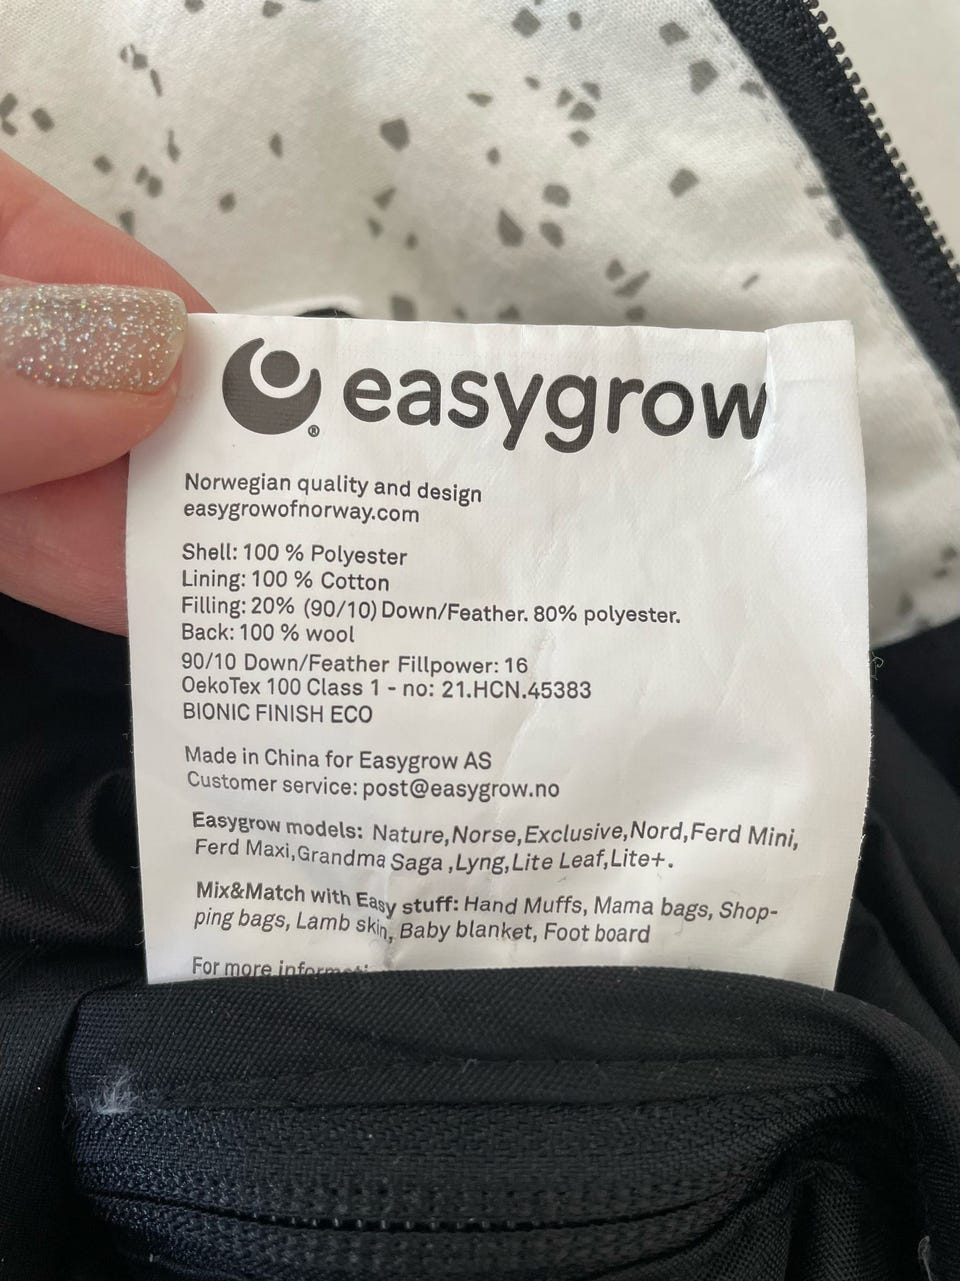 easygrow
®
Norwegian quality and design
easygrowofnorway.com
Shell: 100 % Polyester
Lining: 100 % Cotton
Filling: 20% (90/10) Down/Feather. 80% polyester.
Back: 100 % wool
90/10 Down/Feather Fillpower: 16
OekoTex 100 Class 1 - no: 21.HCN.45383
BIONIC FINISH ECO
Made in China for Easygrow AS
Customer service: post@easygrow.no
Easygrow models: Nature,Norse,Exclusive,Nord,Ferd Mini,
Ferd Maxi,Grandma Saga ,Lyng,Lite Leaf,Lite+.
Mix&Match with Easy stuff: Hand Muffs, Mama bags, Shop-
ping bags, Lamb skin, Baby blanket, Foot board
For more